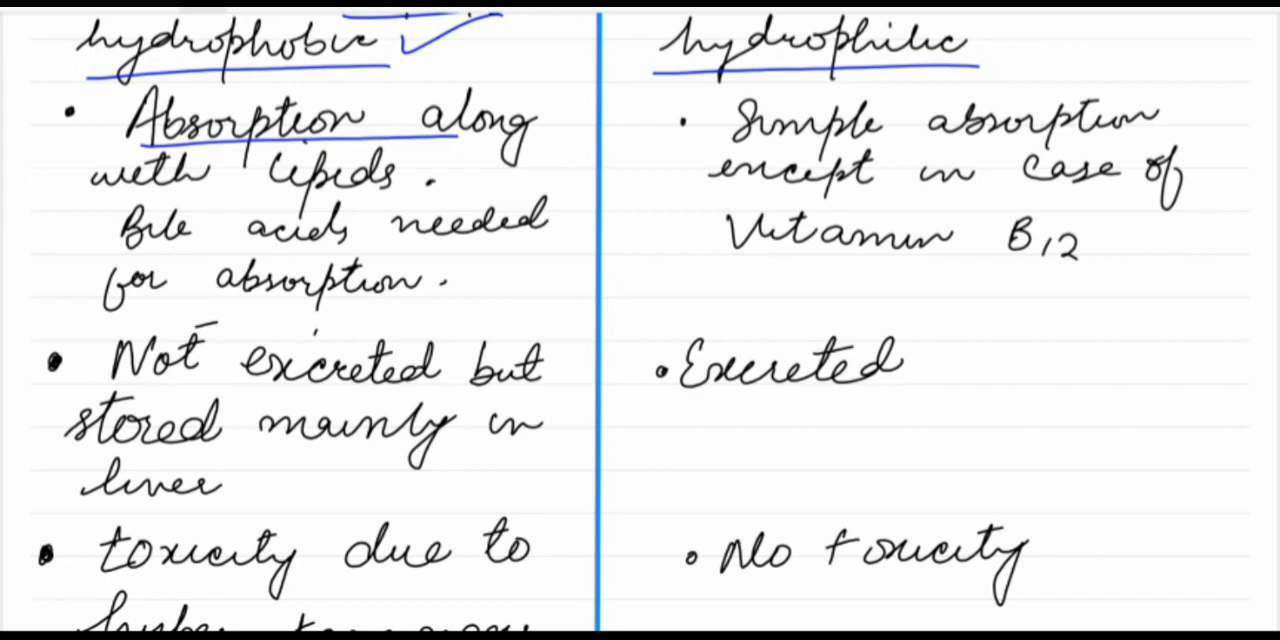 hydrophobic
• Absorption along
with lipids.
Bile acids needed
for absorption.
• Not excreted but
stored mainly in
liver
• toxicity due to
hydrophilic
• Simple absorption
except in case of
Vitamin B12
• Excreted
• No toxicity